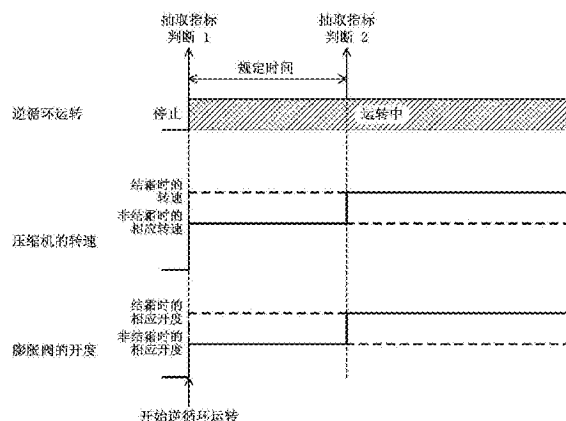 抽取指标
判断 1
抽取指标
判断 2
规定时间
逆循环运转
停止
运转中
结霜时的
转速
非结霜时的
相应转速
压缩机的转速
结霜时的
相应开度
非结霜时的
相应开度
膨胀阀的开度
开始逆循环运转